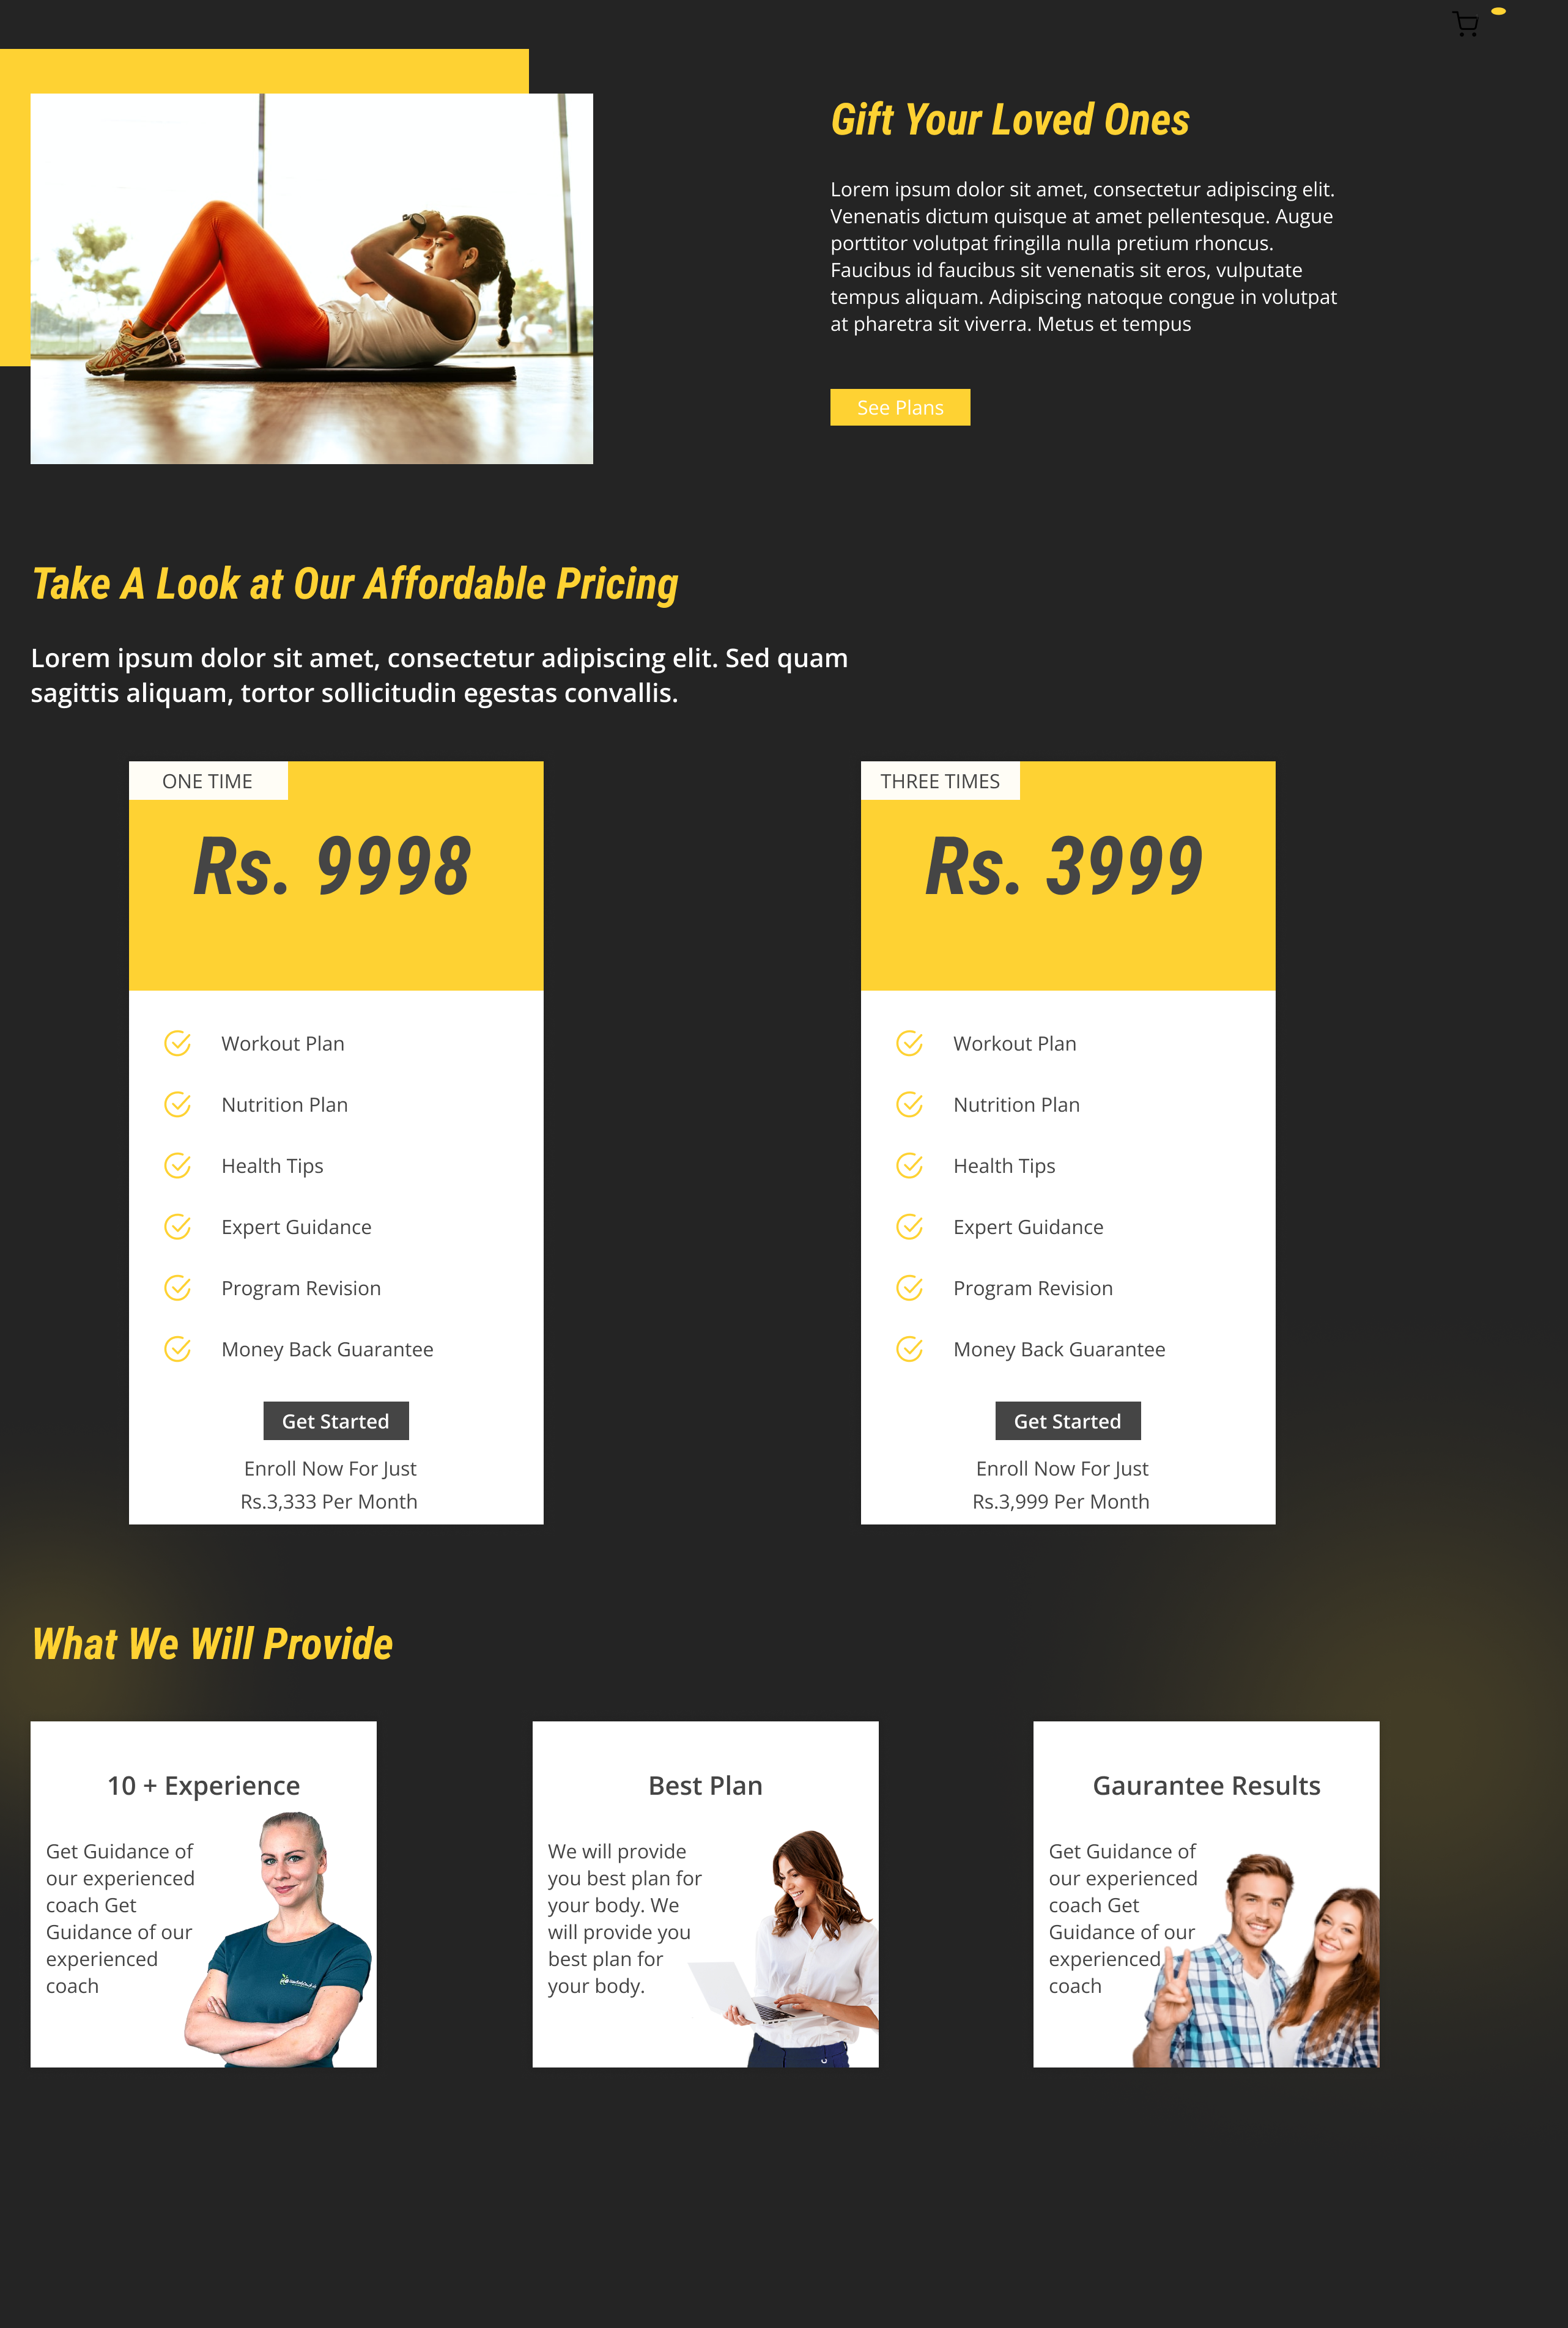 Gift Your Loved Ones
Lorem ipsum dolor sit amet, consectetur adipiscing elit.
Venenatis dictum quisque at amet pellentesque. Augue
porttitor volutpat fringilla nulla pretium rhoncus.
Faucibus id faucibus sit venenatis sit eros, vulputate
tempus aliquam. Adipiscing natoque congue in volutpat
at pharetra sit viverra. Metus et tempus
See Plans
Take A Look at Our Affordable Pricing
Lorem ipsum dolor sit amet, consectetur adipiscing elit. Sed quam
sagittis aliquam, tortor sollicitudin egestas convallis.
ONE TIME
Rs. 9998
Workout Plan
Nutrition Plan
Health Tips
Expert Guidance
Program Revision
Money Back Guarantee
Get Started
Enroll Now For Just
Rs.3,333 Per Month
THREE TIMES
Rs. 3999
Workout Plan
Nutrition Plan
Health Tips
Expert Guidance
Program Revision
Money Back Guarantee
Get Started
Enroll Now For Just
Rs.3,999 Per Month
What We Will Provide
10 + Experience
Get Guidance of
our experienced
coach Get
Guidance of our
experienced
coach
Best Plan
We will provide
you best plan for
your body. We
will provide you
best plan for
your body.
Gaurantee Results
Get Guidance of
our experienced
coach Get
Guidance of our
experienced
coach